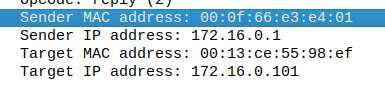 Opcode: reply (2)
Sender MAC address: 00:0f:66:e3:e4:01
Sender IP address: 172.16.0.1
Target MAC address: 00:13:ce:55:98:ef
Target IP address: 172.16.0.101